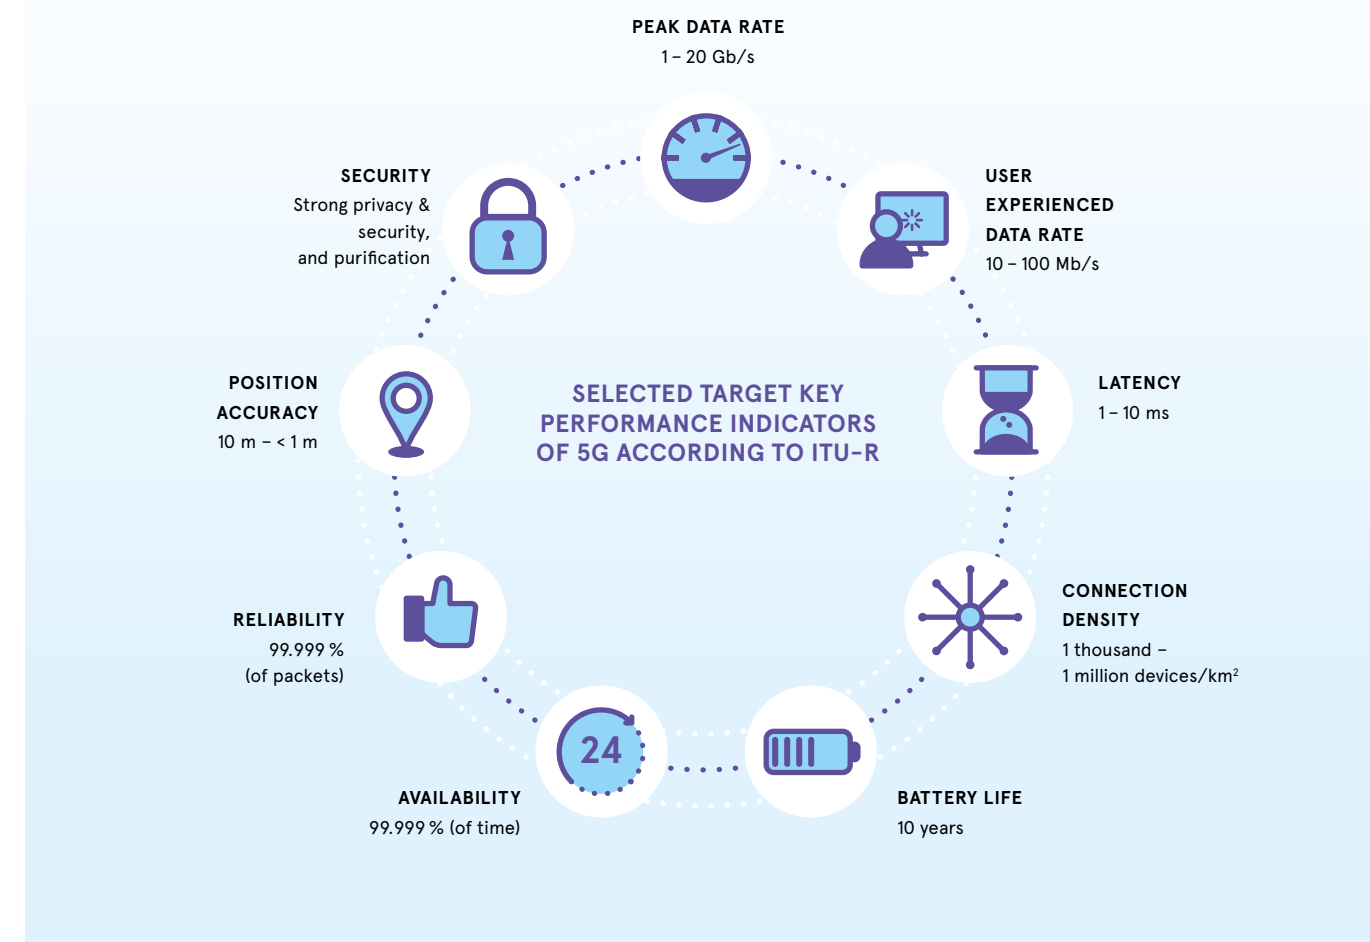 PEAK DATA RATE
1 – 20 Gb/s
SECURITY
Strong privacy &
security,
and purification
USER
EXPERIENCED
DATA RATE
10 – 100 Mb/s
POSITION
ACCURACY
10 m – < 1 m
SELECTED TARGET KEY
PERFORMANCE INDICATORS
OF 5G ACCORDING TO ITU-R
LATENCY
1 – 10 ms
RELIABILITY
99.999 %
(of packets)
CONNECTION
DENSITY
1 thousand –
1 million devices/km²
24
AVAILABILITY
99.999 % (of time)
BATTERY LIFE
10 years